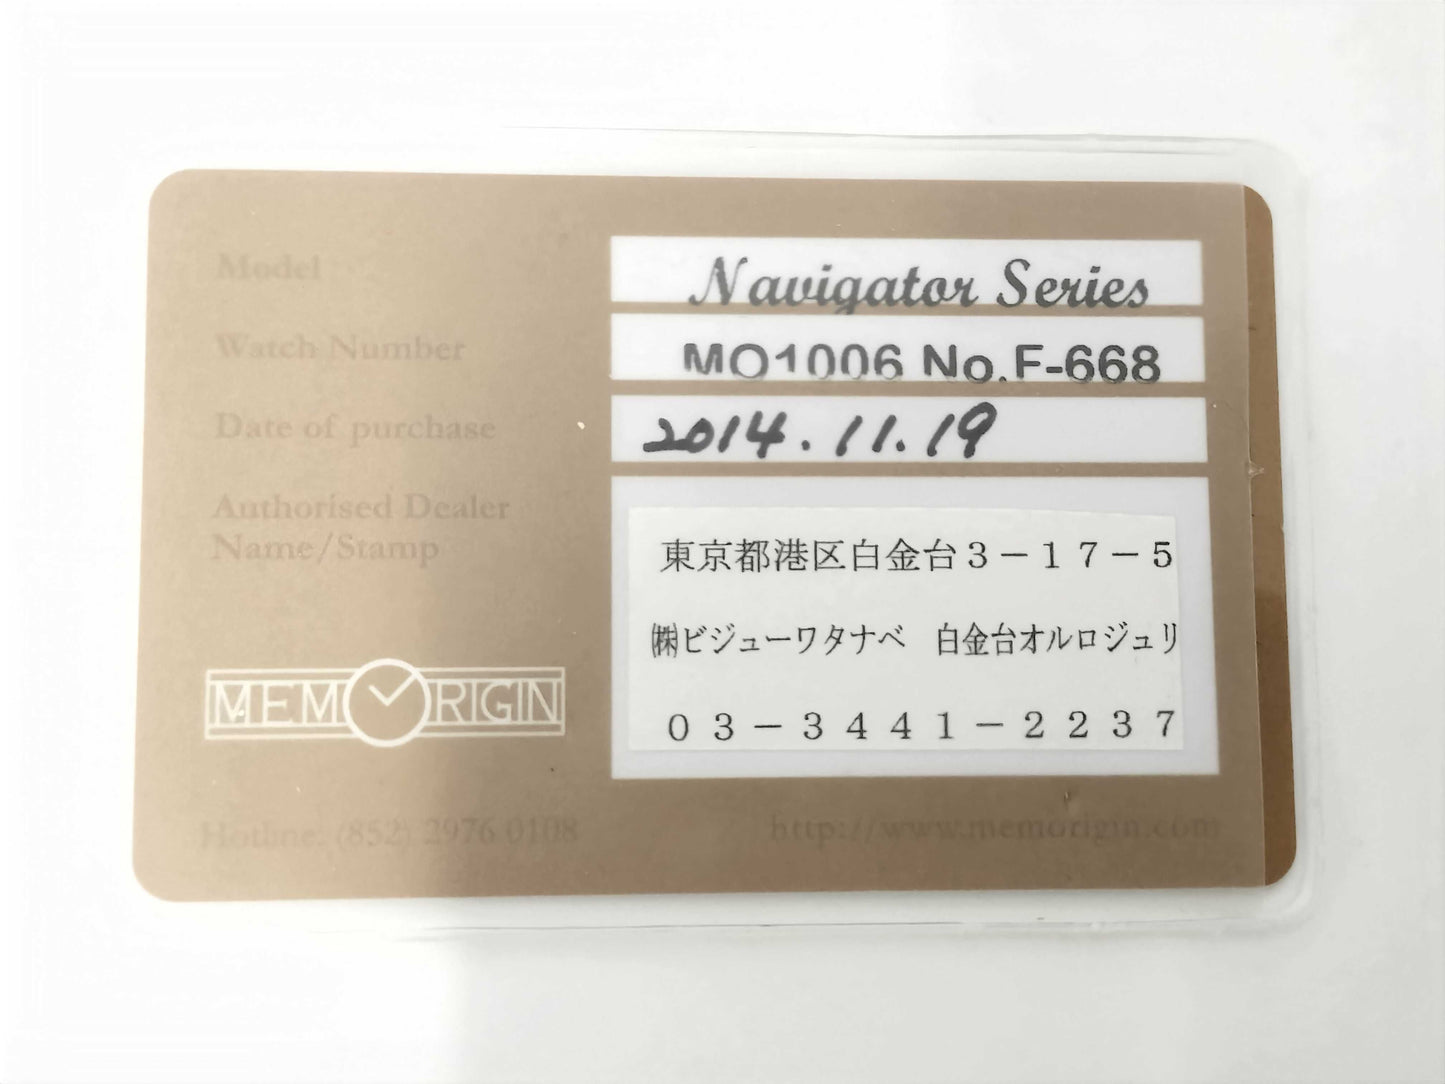 Model
Navigator Series
Watch Number
MO1006 No.F-668
Date of purchase
2014.11.19
Authorised Dealer
Name/Stamp
東京都港区白金台3-17-5
㈱ビジューワタナベ 白金台オルロジュリ
03-3441-2237
MEMORIGIN
Hotline: (852) 2976 0108
http://www.memorigin.com